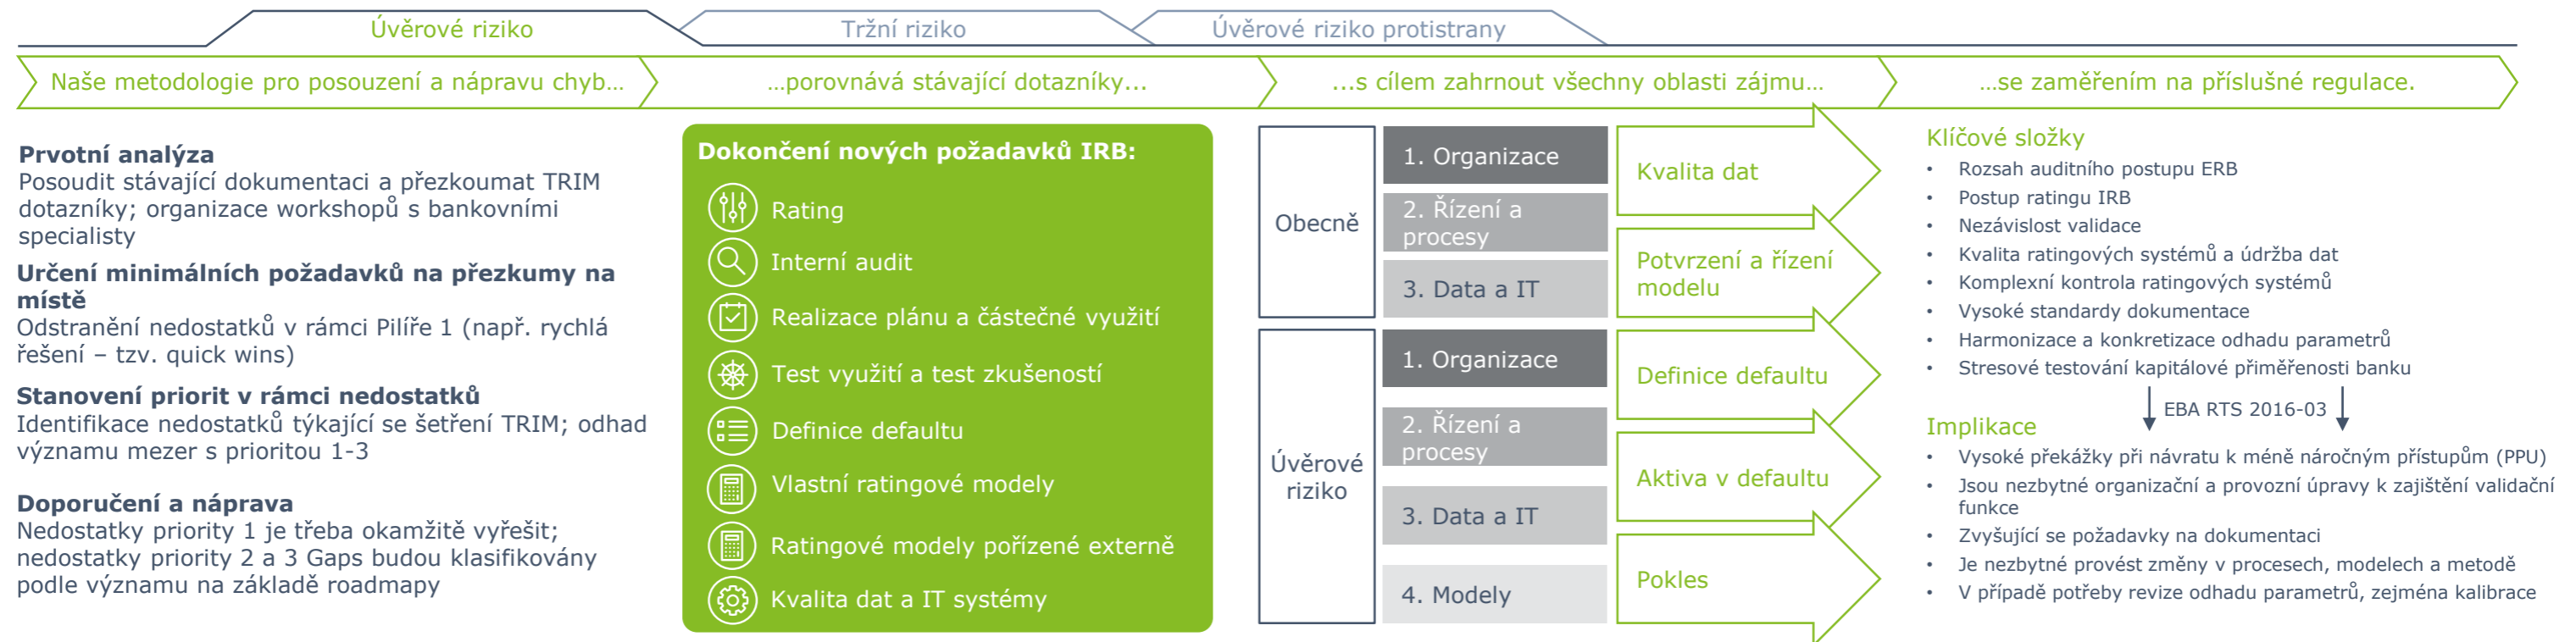 Úvěrové riziko
Tržní riziko
Úvěrové riziko protistrany
Naše metodologie pro posouzení a nápravu chyb…
…porovnává stávající dotazníky...
...s cílem zahrnout všechny oblasti zájmu…
…se zaměřením na příslušné regulace.
Prvotní analýza
Posoudit stávající dokumentaci a přezkoumat TRIM
dotazníky; organizace workshopů s bankovními
specialisty
Určení minimálních požadavků na přezkumy na
místě
Odstranění nedostatků v rámci Pilíře 1 (např. rychlá
řešení – tzv. quick wins)
Stanovení priorit v rámci nedostatků
Identifikace nedostatků týkající se šetření TRIM; odhad
významu mezer s prioritou 1-3
Doporučení a náprava
Nedostatky priority 1 je třeba okamžitě vyřešit;
nedostatky priority 2 a 3 Gaps budou klasifikovány
podle významu na základě roadmapy
Dokončení nových požadavků IRB:
Rating
Interní audit
Realizace plánu a částečné využití
Test využití a test zkušeností
Definice defaultu
Vlastní ratingové modely
Ratingové modely pořízené externě
Kvalita dat a IT systémy
Obecně
1. Organizace
2. Řízení a
procesy
3. Data a IT
Úvěrové
riziko
1. Organizace
2. Řízení a
procesy
3. Data a IT
4. Modely
Kvalita dat
Potvrzení a řízení
modelu
Definice defaultu
Aktiva v defaultu
Pokles
Klíčové složky
• Rozsah auditního postupu ERB
• Postup ratingu IRB
• Nezávislost validace
• Kvalita ratingových systémů a údržba dat
• Komplexní kontrola ratingových systémů
• Vysoké standardy dokumentace
• Harmonizace a konkretizace odhadu parametrů
• Stresové testování kapitálové přiměřenosti banku
EBA RTS 2016-03
Implikace
• Vysoké překážky při návratu k méně náročným přístupům (PPU)
• Jsou nezbytné organizační a provozní úpravy k zajištění validační
funkce
• Zvyšující se požadavky na dokumentaci
• Je nezbytné provést změny v procesech, modelech a metodě
• V případě potřeby revize odhadu parametrů, zejména kalibrace